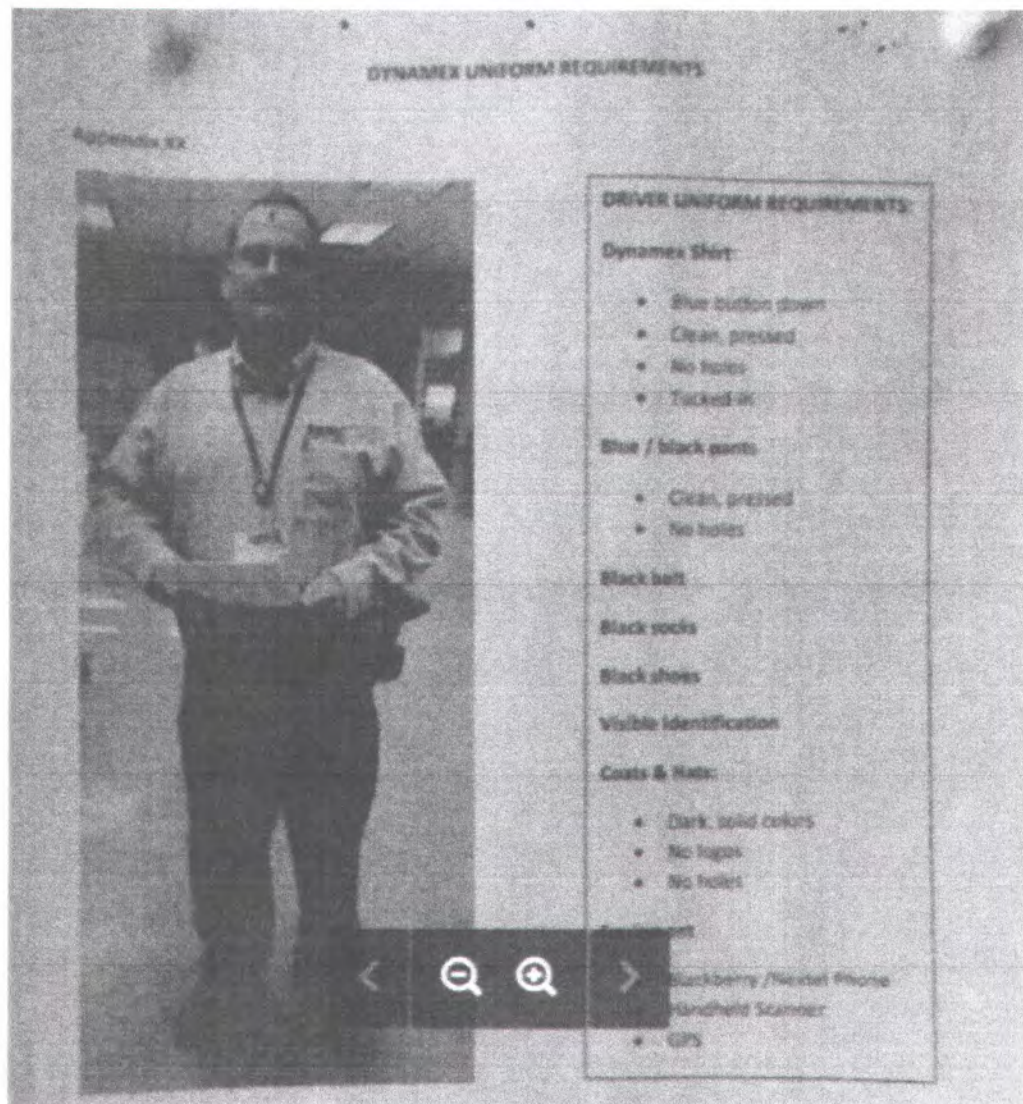 DYNAMEX UNIFORM REQUIREMENTS
Appendix XX
DRIVER UNIFORM REQUIREMENTS:
Dynamex Shirt:
• Blue button down
• Clean, pressed
• No holes
• Tucked in
Blue / black pants
• Clean, pressed
• No holes
Black belt
Black socks
Black shoes
Visible Identification
Coats & Hats:
• Dark, solid colors
• No logos
• No holes
Blackberry /Nextel Phone
Handheld Scanner
• GPS